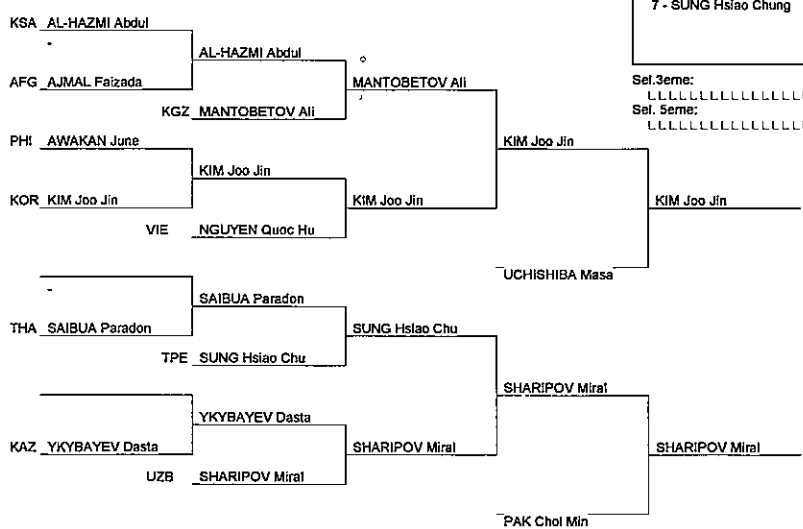 7 - SUNG Hsiao Chung
KSA AL-HAZMI Abdul
AL-HAZMI Abdul
AFG AJMAL Faizada
MANTOBETOV Ali
KGZ MANTOBETOV Ali
Sel.3eme:
Sel. 5eme:
PHI AWAKAN June
KIM Joo Jin
KIM Joo Jin
KOR KIM Joo Jin
KIM Joo Jin
KIM Joo Jin
VIE NGUYEN Quoc Hu
UCHISHIBA Masa
SAIBUA Paradon
THA SAIBUA Paradon
SUNG Hsiao Chu
TPE SUNG Hsiao Chu
SHARIPOV Miral
YKYBAYEV Dasta
KAZ YKYBAYEV Dasta
SHARIPOV Miral
SHARIPOV Miral
UZB SHARIPOV Miral
PAK Chol Min